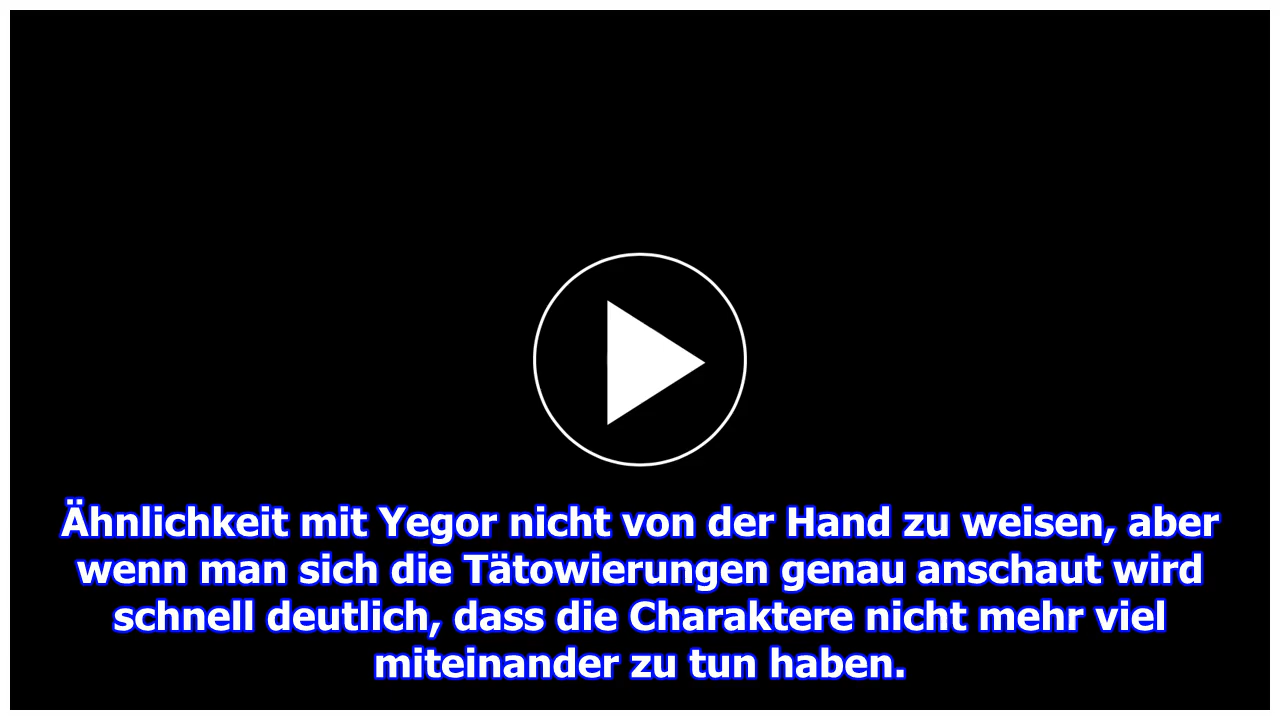 Ähnlichkeit mit Yegor nicht von der Hand zu weisen, aber
wenn man sich die Tätowierungen genau anschaut wird
schnell deutlich, dass die Charaktere nicht mehr viel
miteinander zu tun haben.